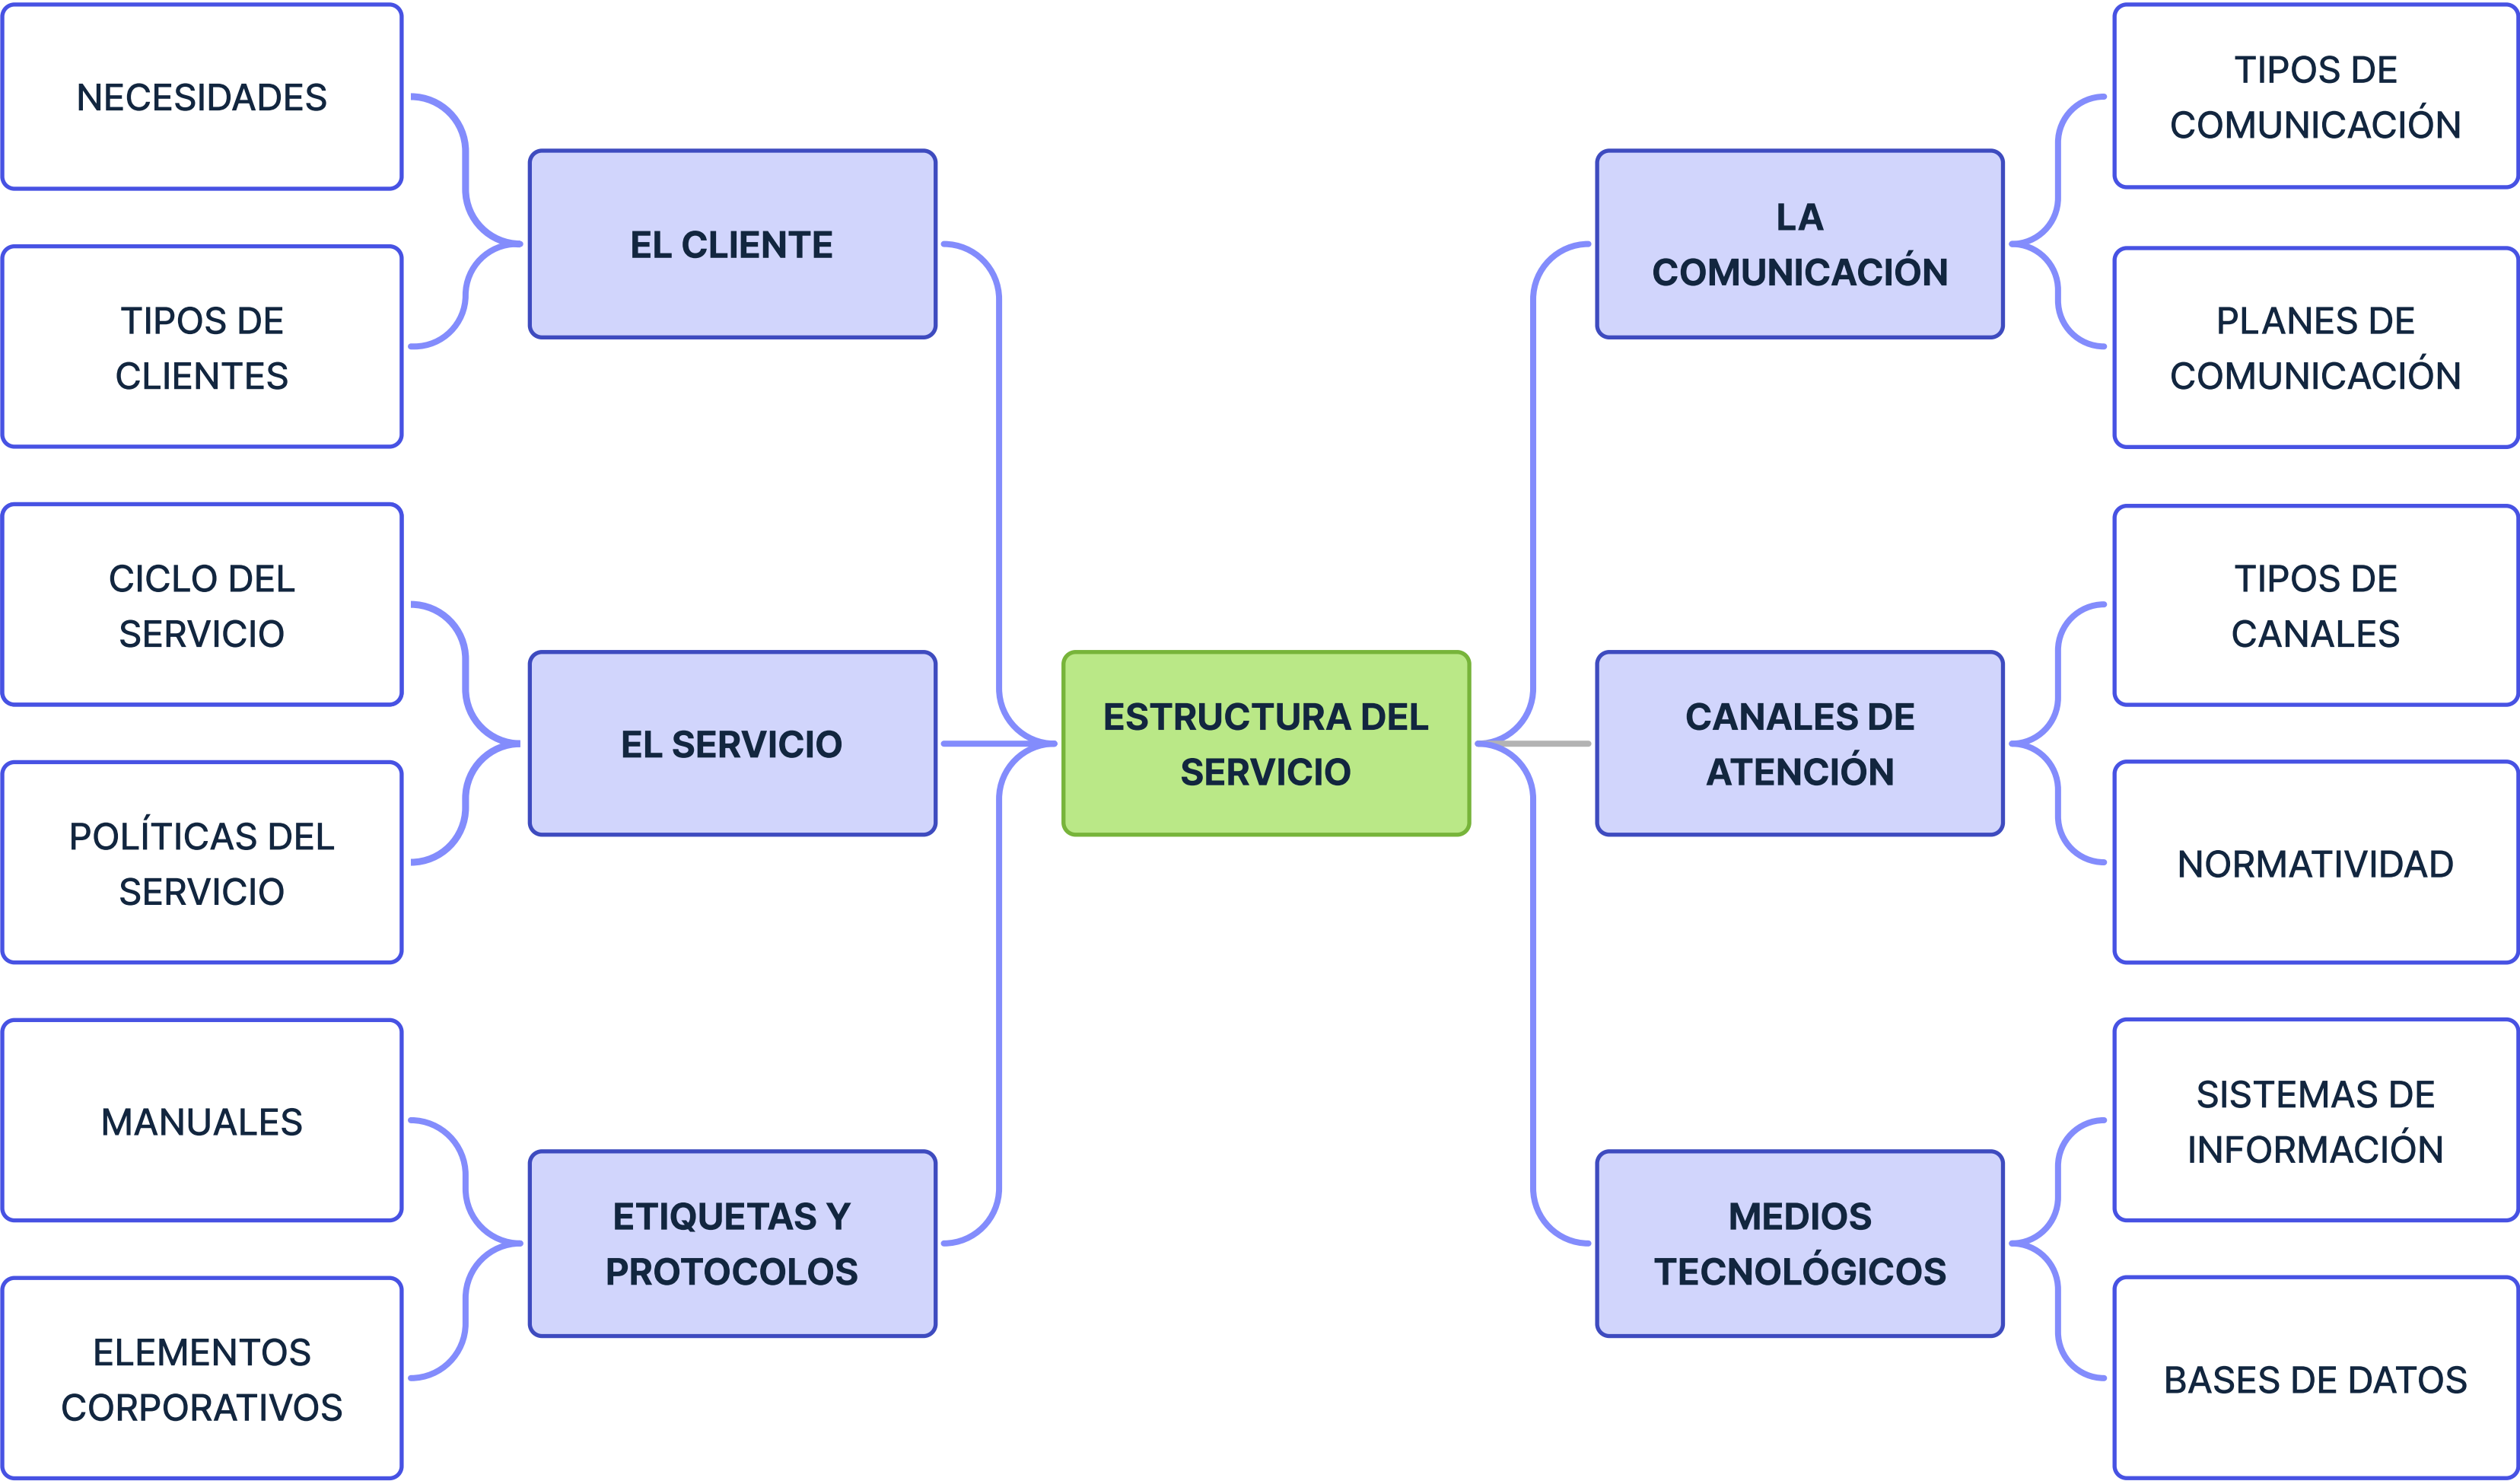 NECESIDADES
TIPOS DE
CLIENTES
EL CLIENTE
CICLO DEL
SERVICIO
POLÍTICAS DEL
SERVICIO
EL SERVICIO
MANUALES
ELEMENTOS
CORPORATIVOS
ETIQUETAS Y
PROTOCOLOS
ESTRUCTURA DEL
SERVICIO
LA
COMUNICACIÓN
TIPOS DE
COMUNICACIÓN
PLANES DE
COMUNICACIÓN
CANALES DE
ATENCIÓN
TIPOS DE
CANALES
NORMATIVIDAD
MEDIOS
TECNOLÓGICOS
SISTEMAS DE
INFORMACIÓN
BASES DE DATOS